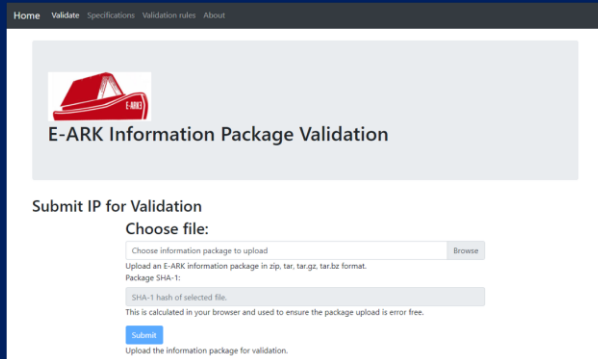 Home Validate Specifications Validation rules About
E-ARK3
E-ARK Information Package Validation
Submit IP for Validation
Choose file:
Choose information package to upload Browse
Upload an E-ARK information package in zip, tar, tar.gz, tar.bz format.
Package SHA-1:
SHA-1 hash of selected file.
This is calculated in your browser and used to ensure the package upload is error free.
Submit
Upload the information package for validation.